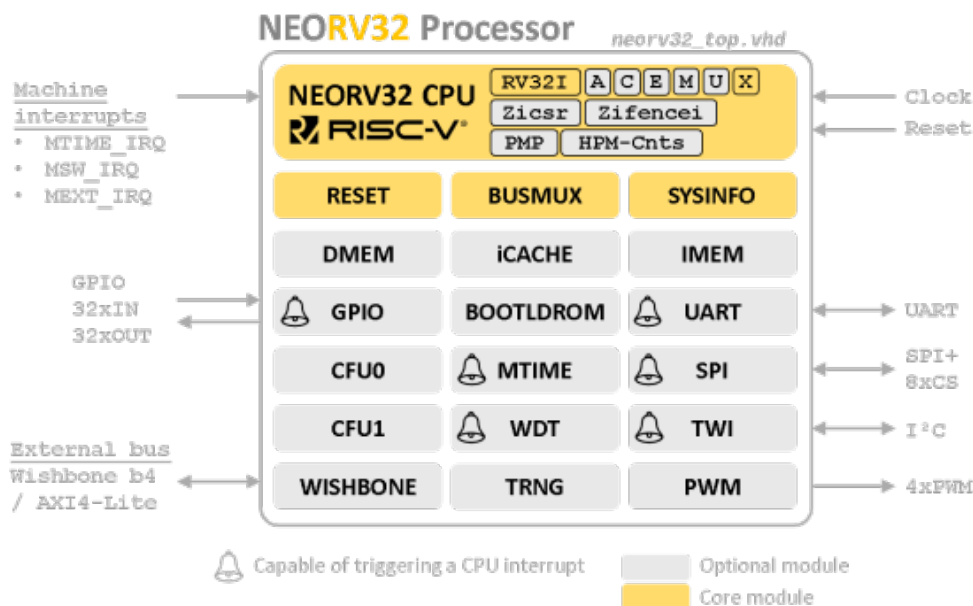 NEORV32 Processor
neorv32_top.vhd
Machine
interrupts
• MTIME_IRQ
• MSW_IRQ
• MEXT_IRQ
NEORV32 CPU
RISC-V®
RV32I A C E M U X
Zicsr Zifencei
PMP HPM-Cnts
Clock
Reset
RESET BUSMUX SYSINFO
DMEM iCACHE IMEM
GPIO
32xIN
32xOUT
GPIO BOOTLDROM UART
UART
CFU0 MTIME SPI
SPI+
8xCS
CFU1 WDT TWI
I²C
External bus
Wishbone b4
/ AXI4-Lite
WISHBONE TRNG PWM
4xPWM
Capable of triggering a CPU interrupt
Optional module
Core module